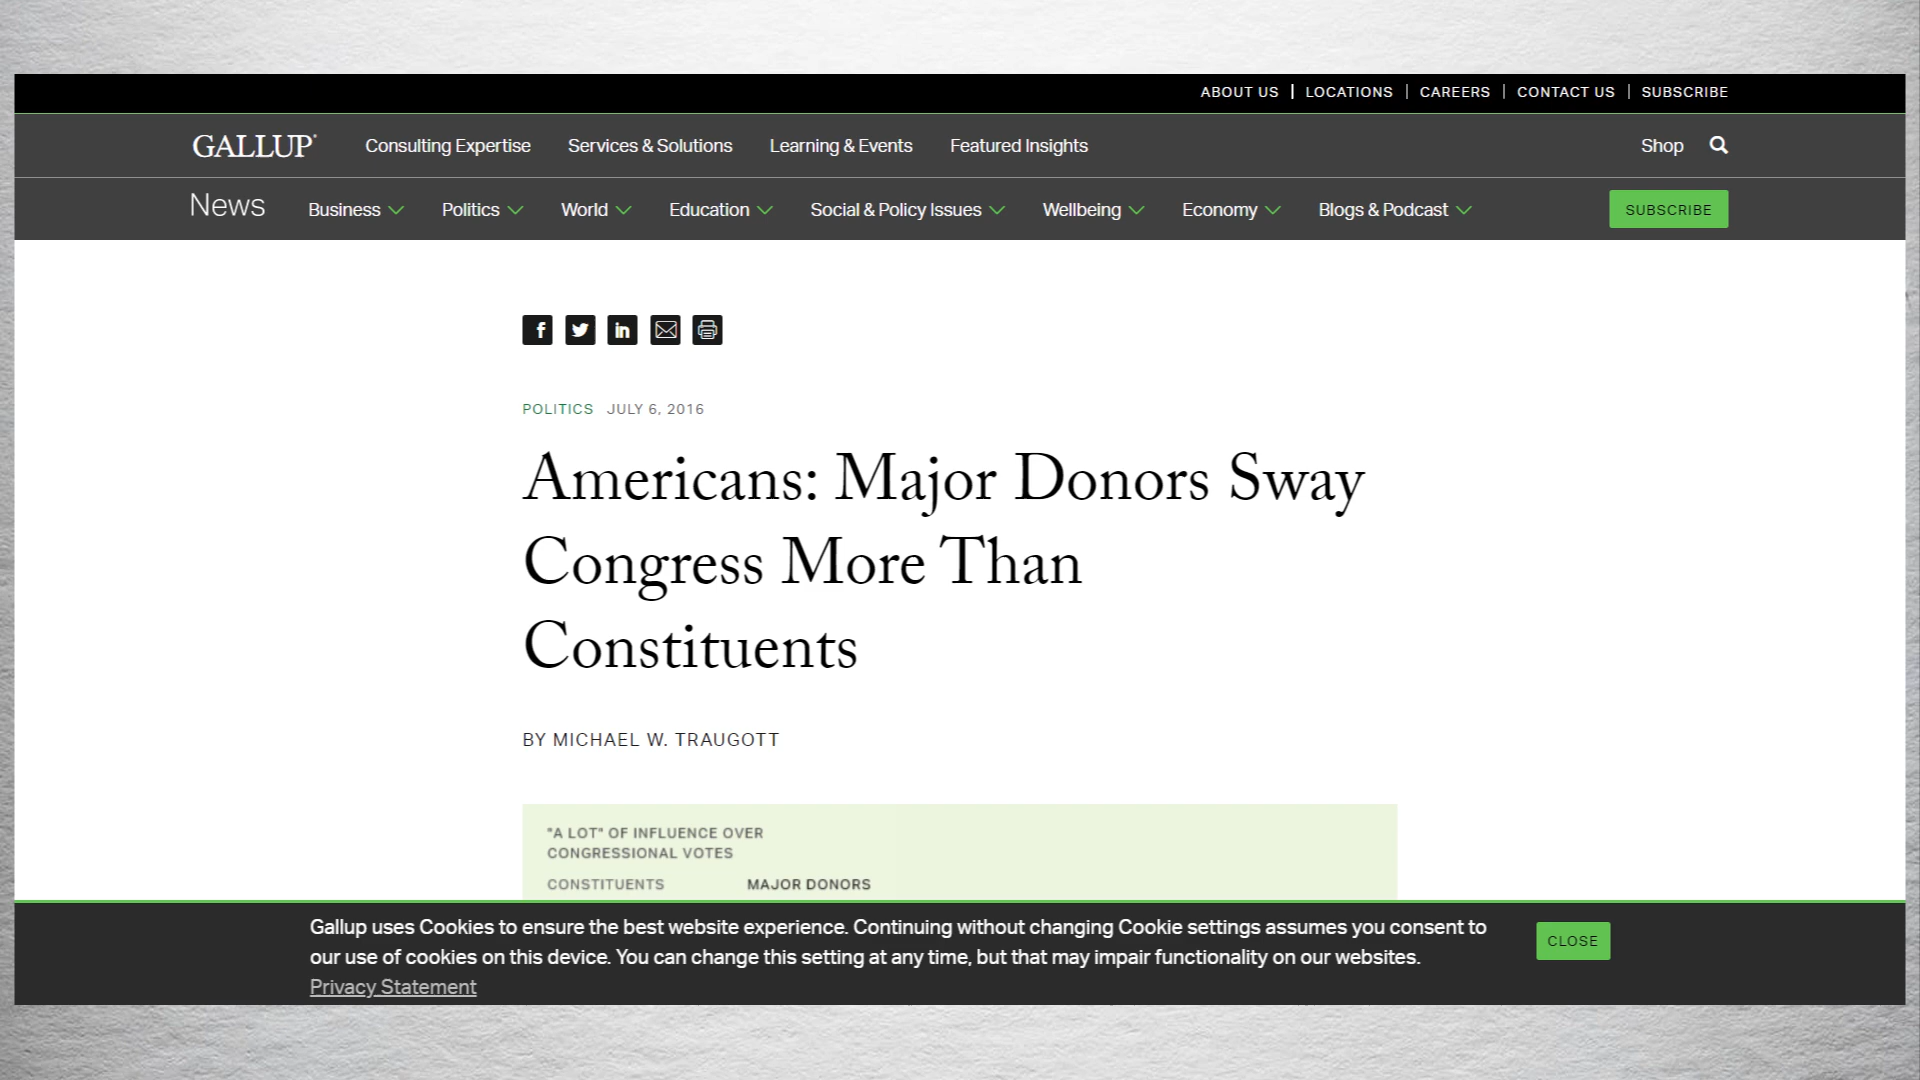 ABOUT US | LOCATIONS | CAREERS | CONTACT US | SUBSCRIBE
GALLUP® Consulting Expertise Services & Solutions Learning & Events Featured Insights Shop
News Business Politics World Education Social & Policy Issues Wellbeing Economy Blogs & Podcast SUBSCRIBE
POLITICS JULY 6, 2016
Americans: Major Donors Sway
Congress More Than
Constituents
BY MICHAEL W. TRAUGOTT
"A LOT" OF INFLUENCE OVER
CONGRESSIONAL VOTES
CONSTITUENTS MAJOR DONORS
Gallup uses Cookies to ensure the best website experience. Continuing without changing Cookie settings assumes you consent to
our use of cookies on this device. You can change this setting at any time, but that may impair functionality on our websites.
Privacy Statement
CLOSE